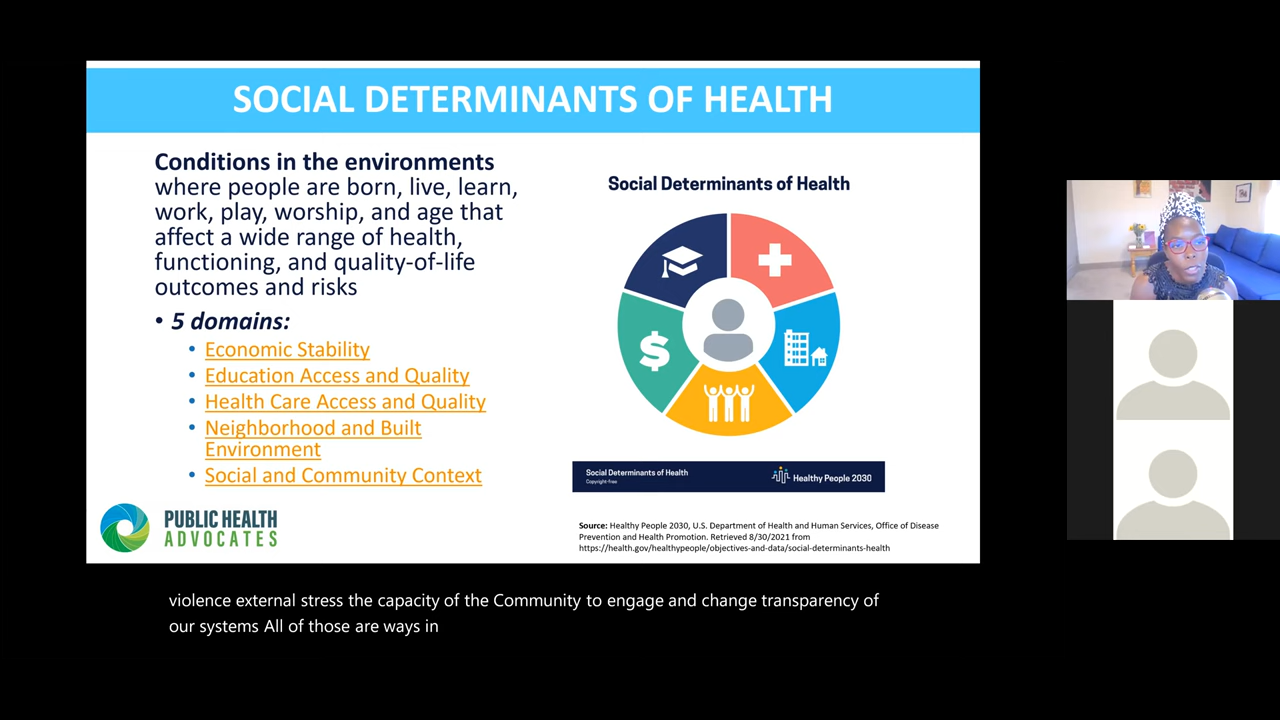 SOCIAL DETERMINANTS OF HEALTH
Conditions in the environments
where people are born, live, learn,
work, play, worship, and age that
affect a wide range of health,
functioning, and quality-of-life
outcomes and risks
• 5 domains:
• Economic Stability
• Education Access and Quality
• Health Care Access and Quality
• Neighborhood and Built
Environment
• Social and Community Context
PUBLIC HEALTH
ADVOCATES
Social Determinants of Health
$
Social Determinants of Health
Copyright-free
Healthy People 2030
Source: Healthy People 2030, U.S. Department of Health and Human Services, Office of Disease
Prevention and Health Promotion. Retrieved 8/30/2021 from
https://health.gov/healthypeople/objectives-and-data/social-determinants-health
violence external stress the capacity of the Community to engage and change transparency of
our systems All of those are ways in